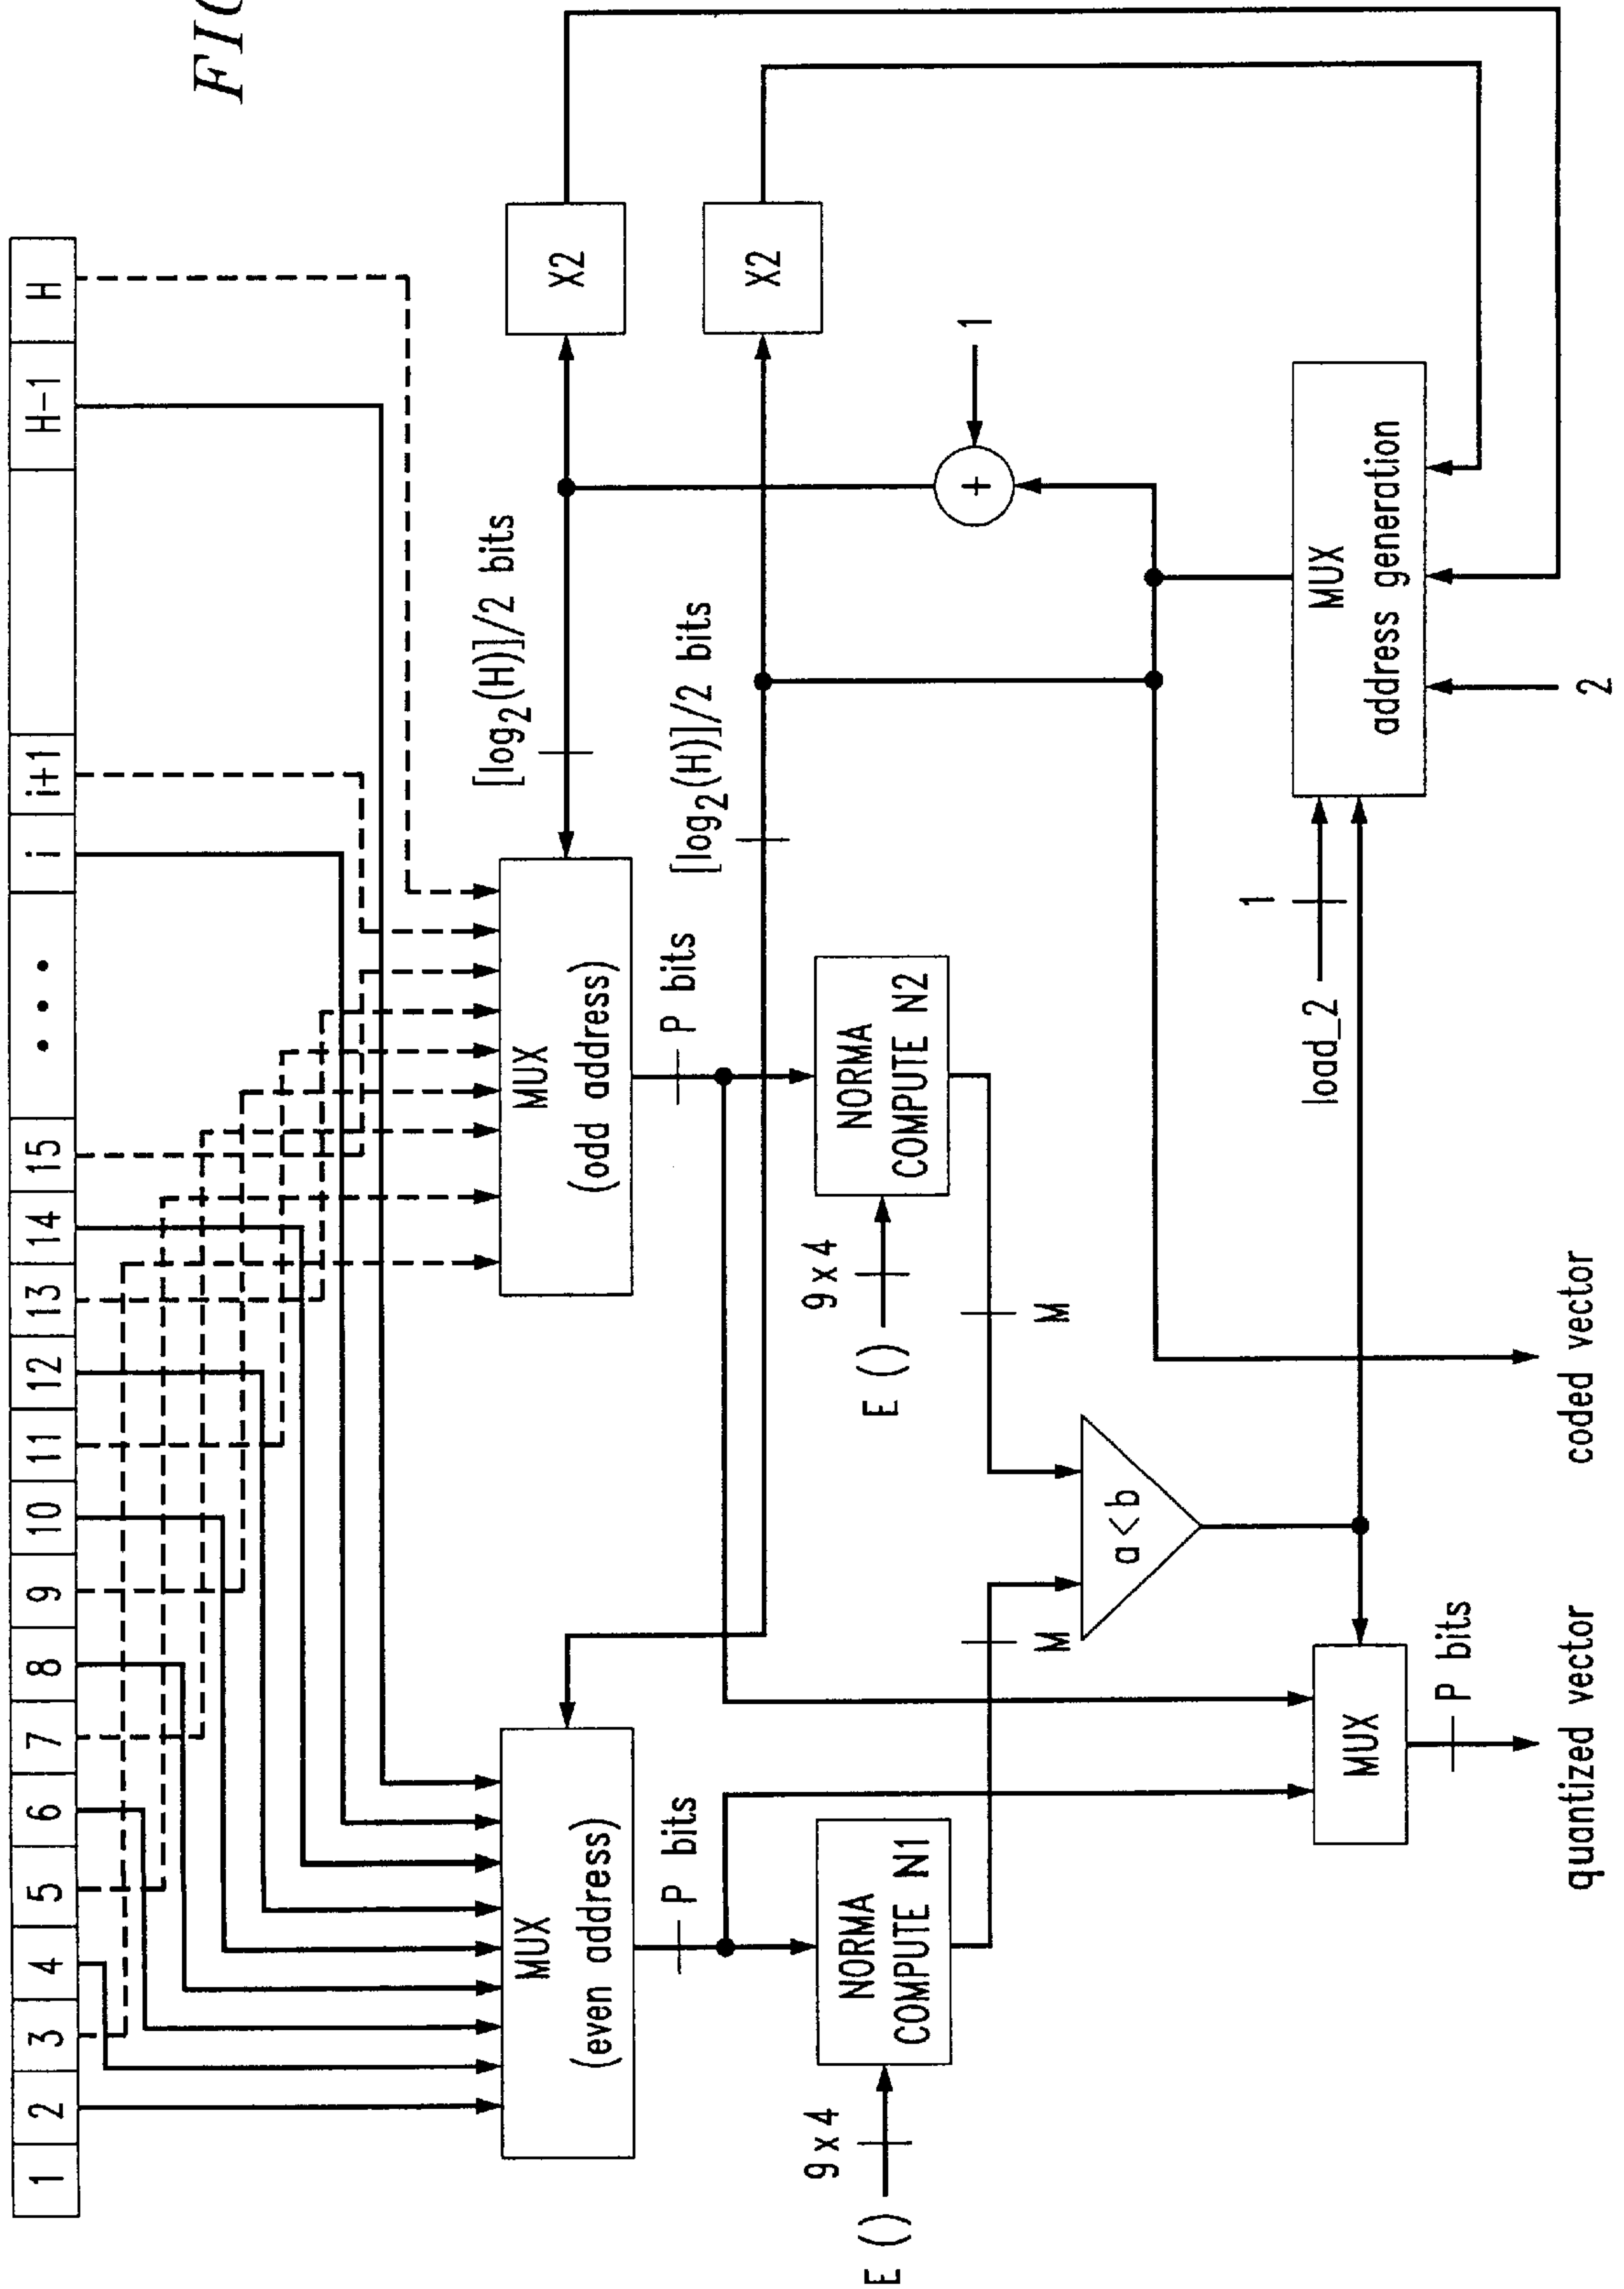 FIG
1 2 3 4 5 6 7 8 9 10 11 12 13 14 15 • • • i i+1 H-1 H
X2
X2
[log2(H)]/2 bits
[log2(H)]/2 bits
1
+
MUX
(even address)
MUX
(odd address)
P bits
P bits
E ()
9 x 4
NORMA
COMPUTE N1
E ()
9 x 4
NORMA
COMPUTE N2
M
M
a<b
load_2
1
MUX
address generation
2
MUX
P bits
quantized vector
coded vector